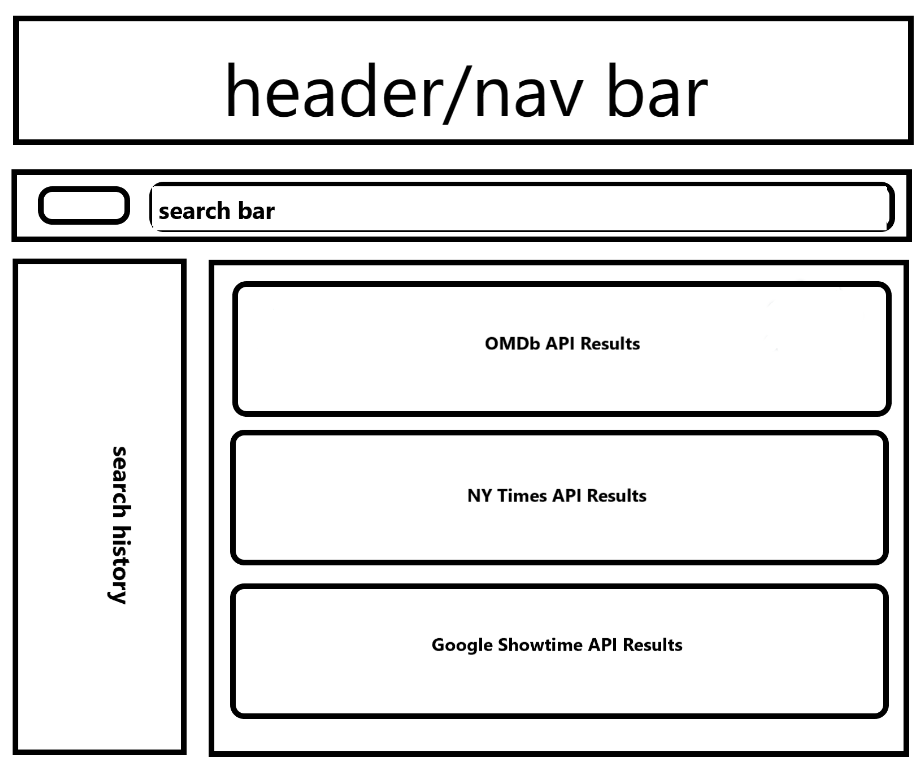 header/nav bar
search bar
search history
OMDb API Results
NY Times API Results
Google Showtime API Results